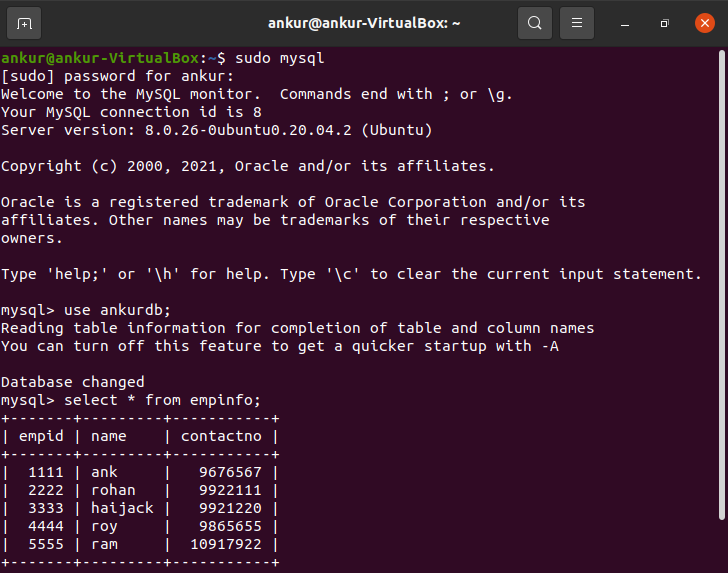 ankur@ankur-VirtualBox: ~
ankur@ankur-VirtualBox:~$ sudo mysql
[sudo] password for ankur:
Welcome to the MySQL monitor.  Commands end with ; or \g.
Your MySQL connection id is 8
Server version: 8.0.26-0ubuntu0.20.04.2 (Ubuntu)

Copyright (c) 2000, 2021, Oracle and/or its affiliates.

Oracle is a registered trademark of Oracle Corporation and/or its
affiliates. Other names may be trademarks of their respective
owners.

Type 'help;' or '\h' for help. Type '\c' to clear the current input statement.

mysql> use ankurdb;
Reading table information for completion of table and column names
You can turn off this feature to get a quicker startup with -A

Database changed
mysql> select * from empinfo;
+-------+---------+-----------+
| empid | name    | contactno |
+-------+---------+-----------+
|  1111 | ank     |   9676567 |
|  2222 | rohan   |   9922111 |
|  3333 | haijack |   9921220 |
|  4444 | roy     |   9865655 |
|  5555 | ram     |  10917922 |
+-------+---------+-----------+